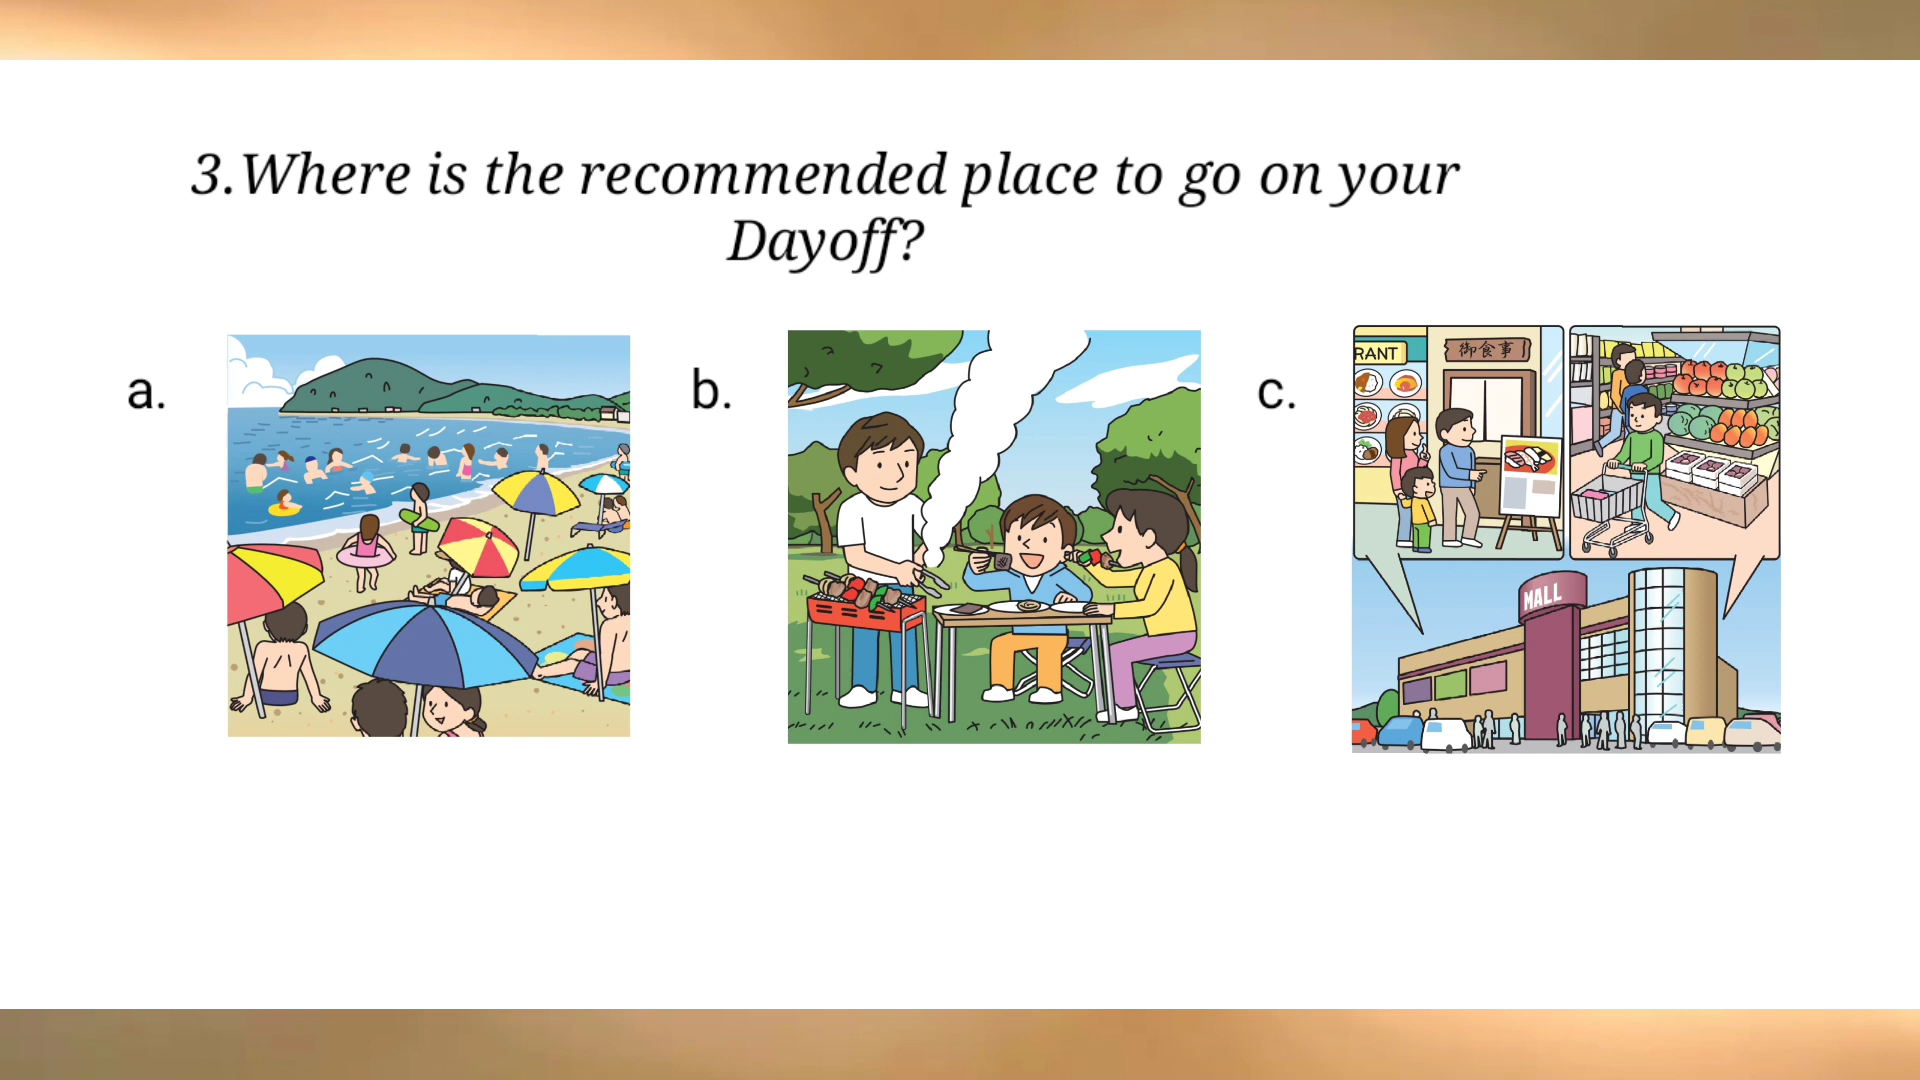 3.Where is the recommended place to go on your
Dayoff?
a.
b.
c.
RANT
御食事
MALL